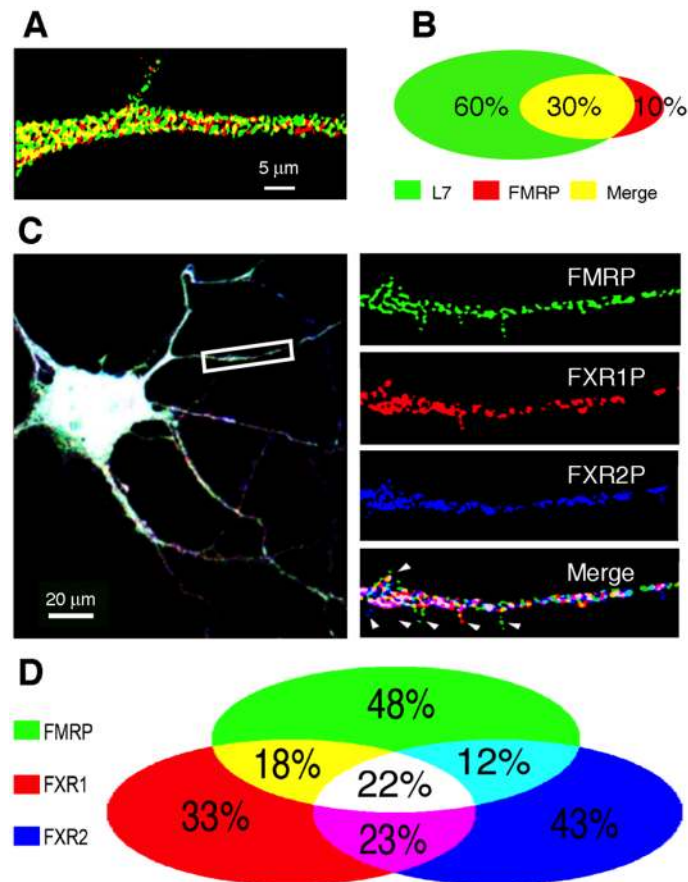 A
5 µm
B
60% 30% 10%
L7 FMRP Merge
C
20 µm
FMRP
FXR1P
FXR2P
Merge
D
FMRP
FXR1
FXR2
48%
18% 12%
22%
33% 43%
23%